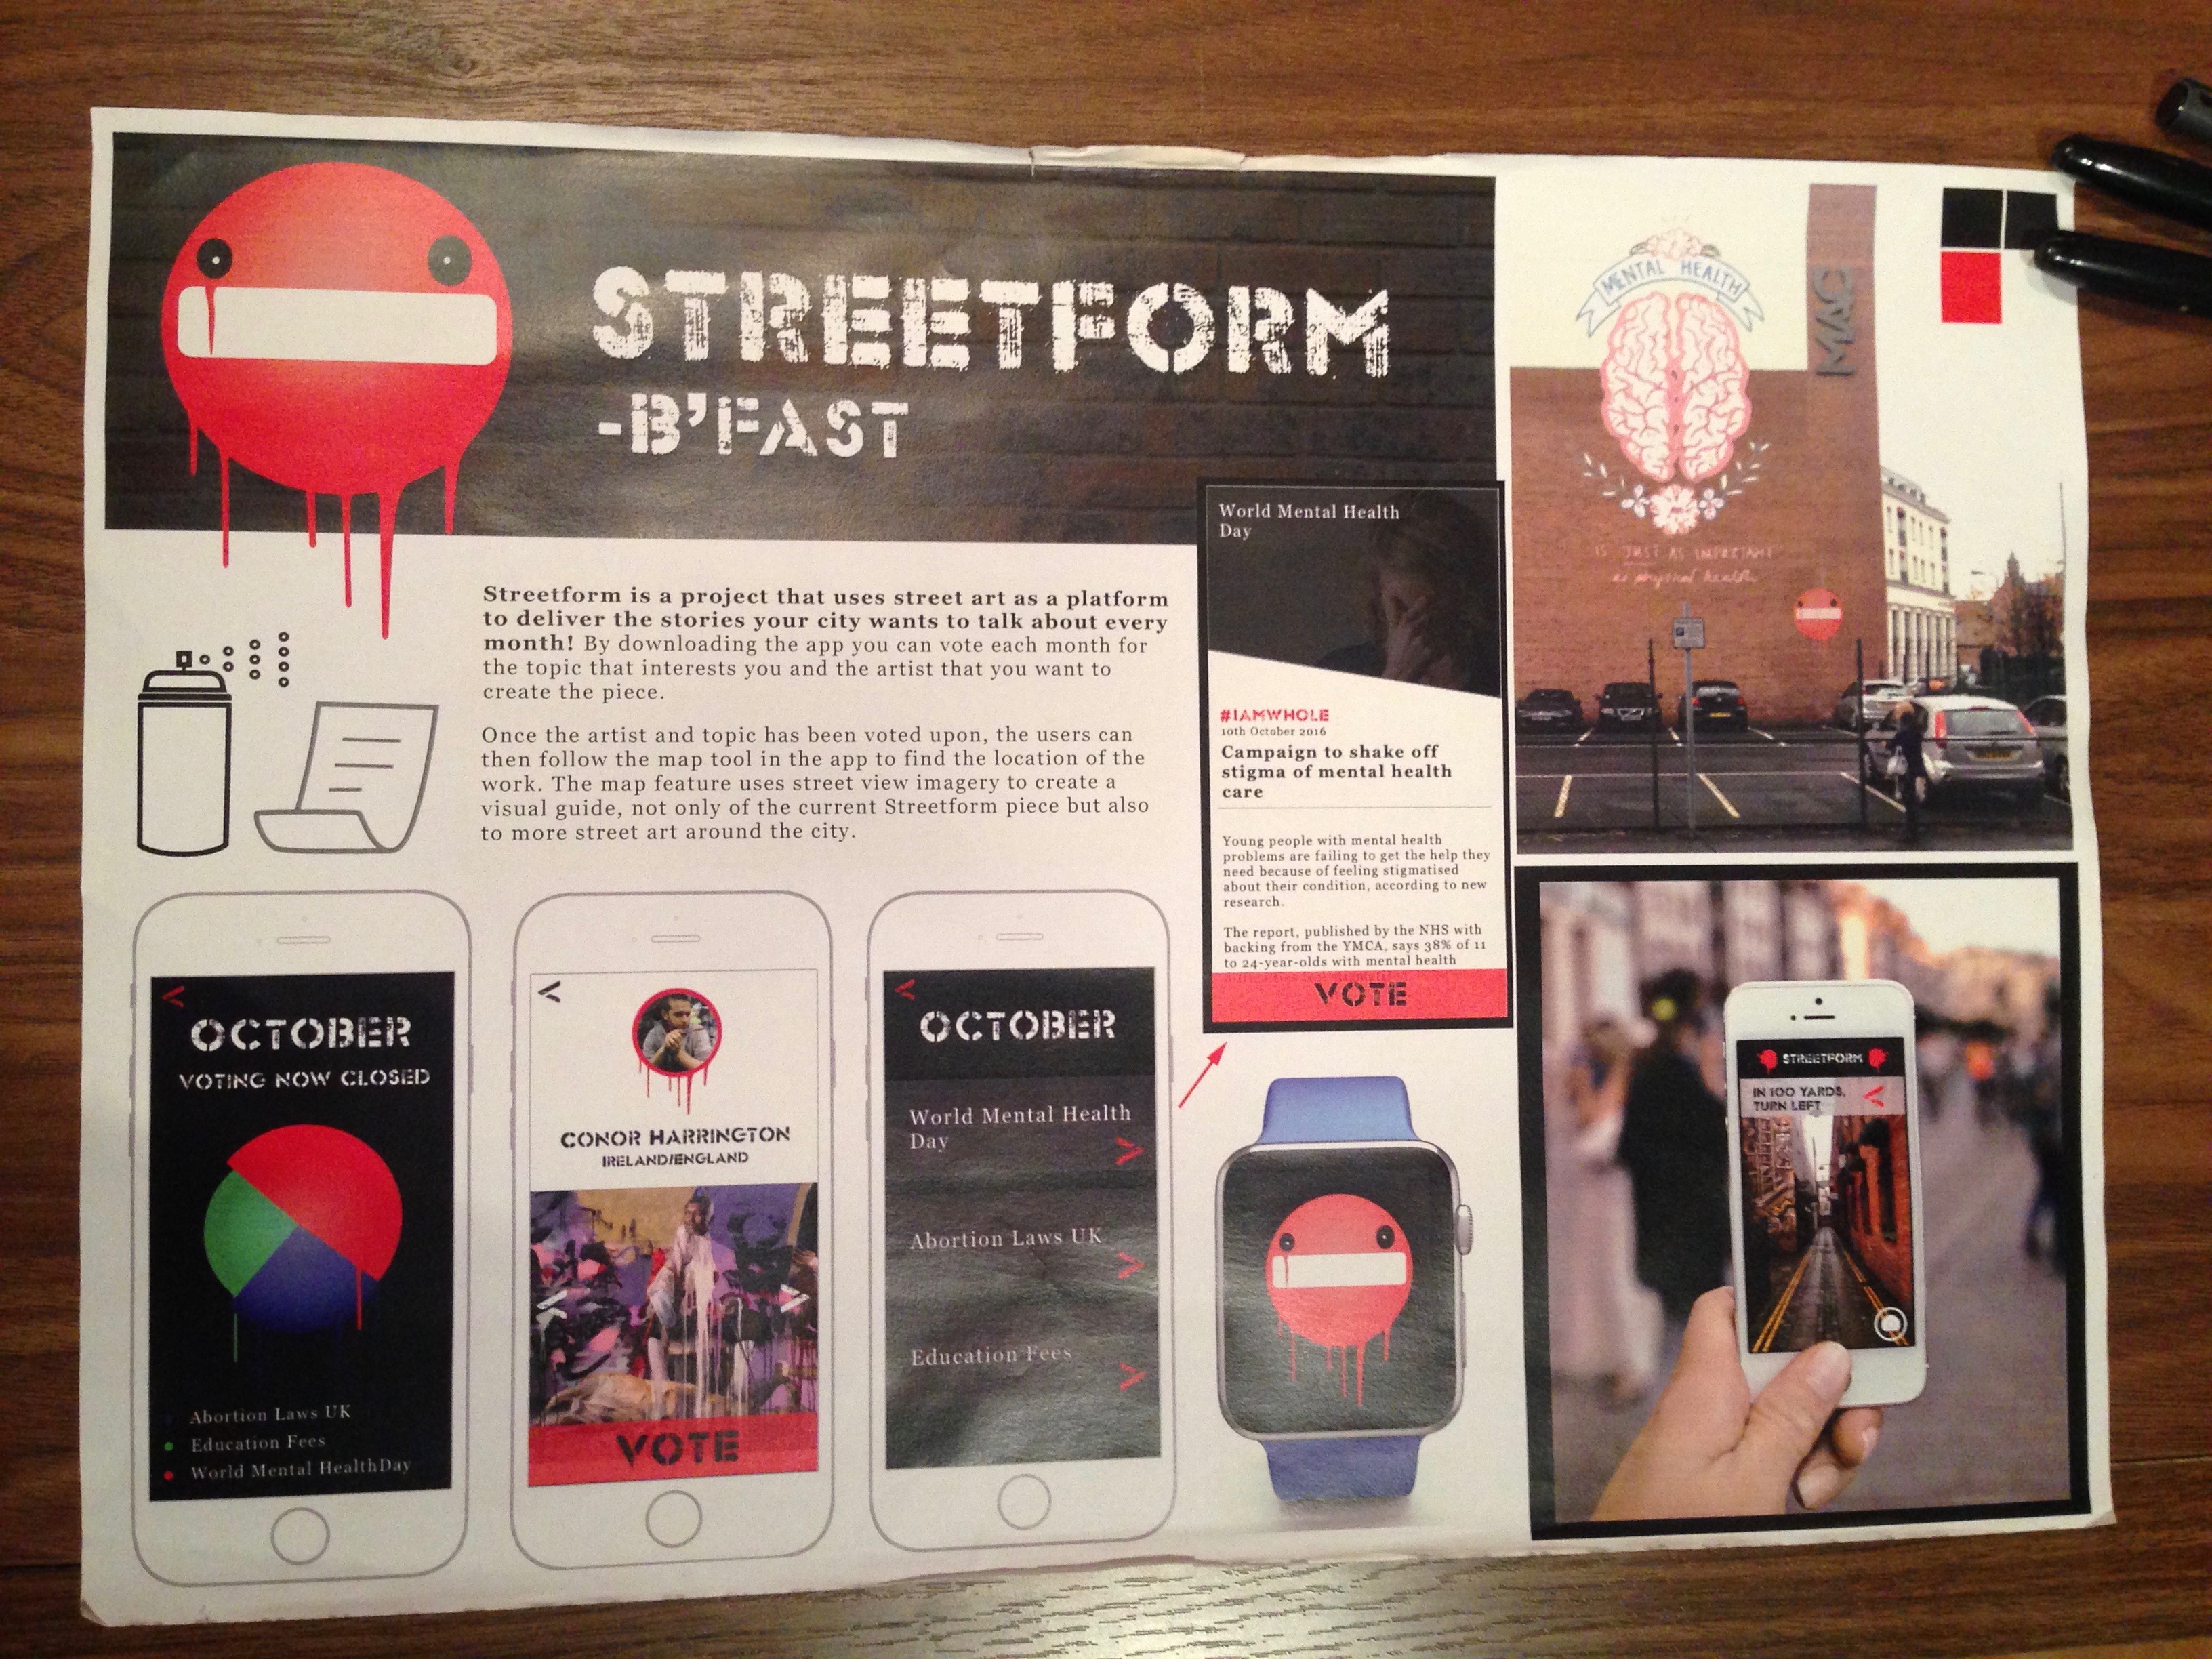 STREETFORM
-B'FAST
Streetform is a project that uses street art as a platform
to deliver the stories your city wants to talk about every
month! By downloading the app you can vote each month for
the topic that interests you and the artist that you want to
create the piece.
Once the artist and topic has been voted upon, the users can
then follow the map tool in the app to find the location of the
work. The map feature uses street view imagery to create a
visual guide, not only of the current Streetform piece but also
to more street art around the city.
World Mental Health
Day
#IAMWHOLE
10th October 2016
Campaign to shake off
stigma of mental health
care
Young people with mental health
problems are failing to get the help they
need because of feeling stigmatised
about their condition, according to new
research.
The report, published by the NHS with
backing from the YMCA, says 38% of 11
to 24-year-olds with mental health
VOTE
MENTAL HEALTH
IS JUST AS IMPORTANT
as physical health
MAC
OCTOBER
VOTING NOW CLOSED
Abortion Laws UK
Education Fees
World Mental HealthDay
CONOR HARRINGTON
IRELAND/ENGLAND
VOTE
OCTOBER
World Mental Health
Day
Abortion Laws UK
Education Fees
STREETFORM
IN 100 YARDS,
TURN LEFT